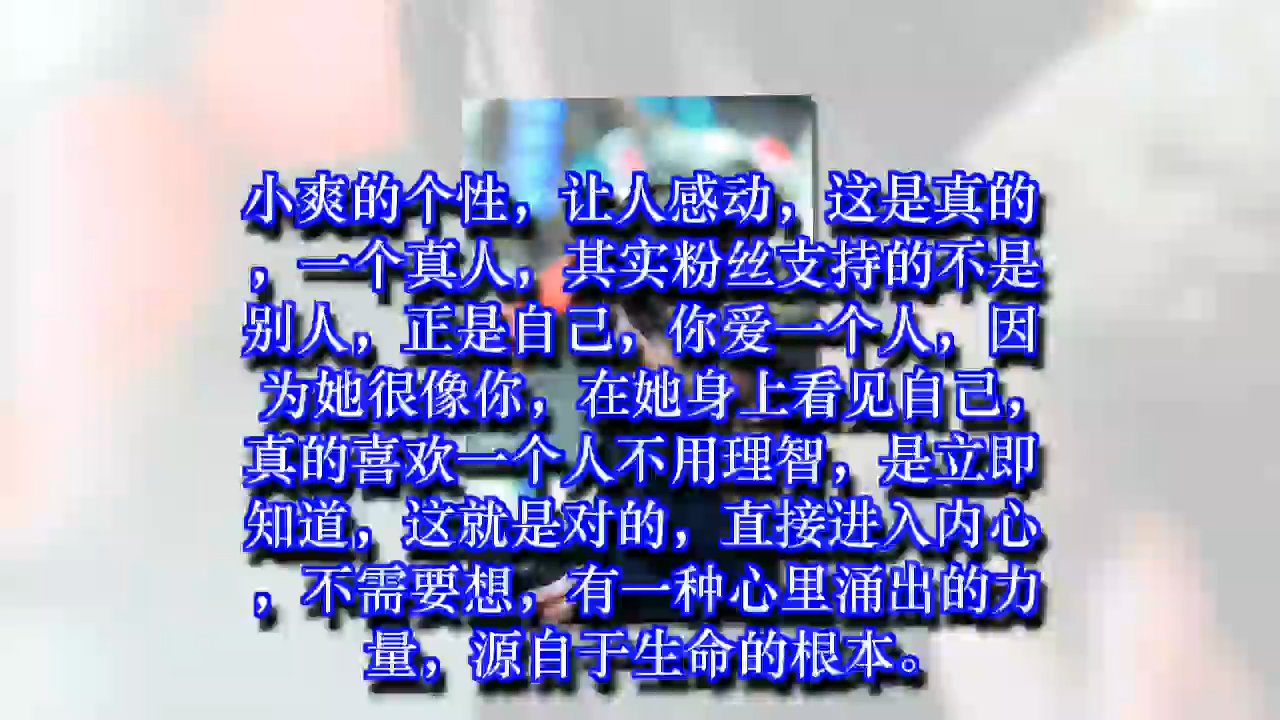 小爽的个性，让人感动，这是真的
，一个真人，其实粉丝支持的不是
别人，正是自己，你爱一个人，因
为她很像你，在她身上看见自己，
真的喜欢一个人不用理智，是立即
知道，这就是对的，直接进入内心
，不需要想，有一种心里涌出的力
量，源自于生命的根本。